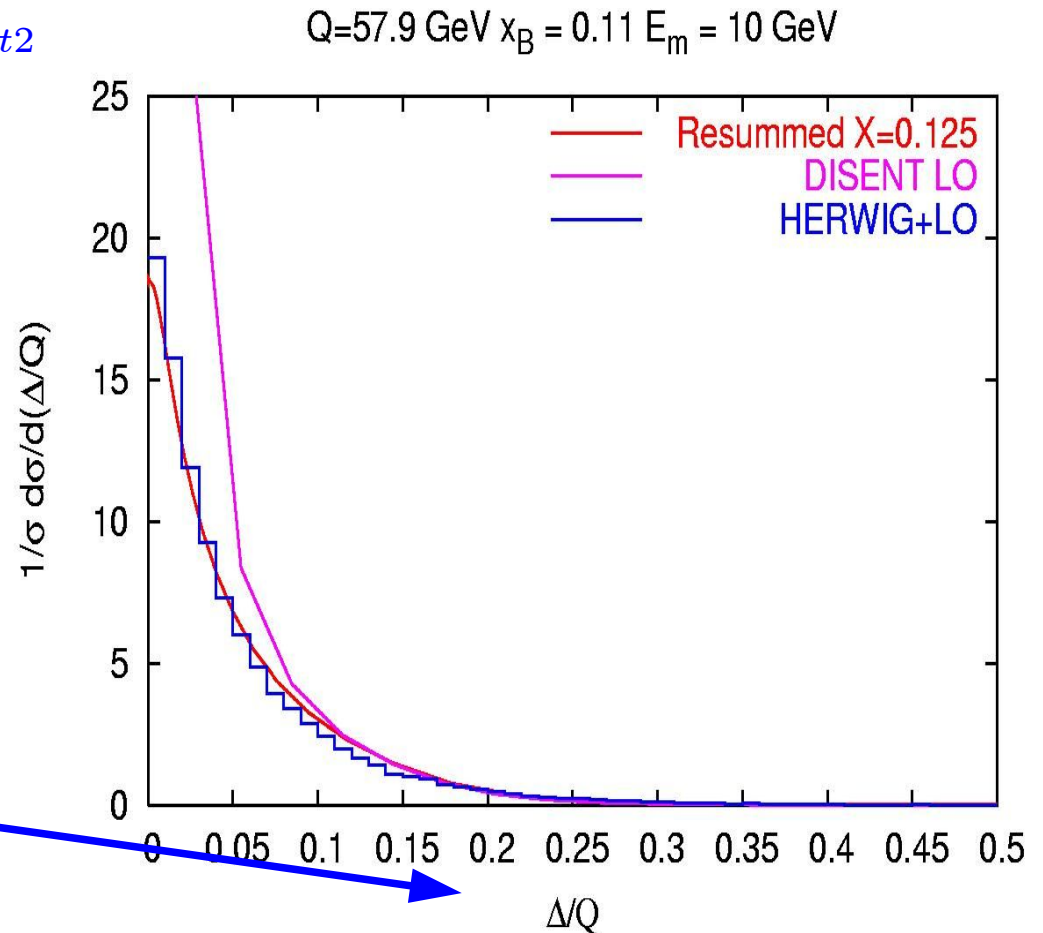 t2
Q=57.9 GeV x_B = 0.11 E_m = 10 GeV
25
20
15
10
5
0
1/σ dσ/d(Δ/Q)
Resummed X=0.125
DISENT LO
HERWIG+LO
0 0.05 0.1 0.15 0.2 0.25 0.3 0.35 0.4 0.45 0.5
Δ/Q